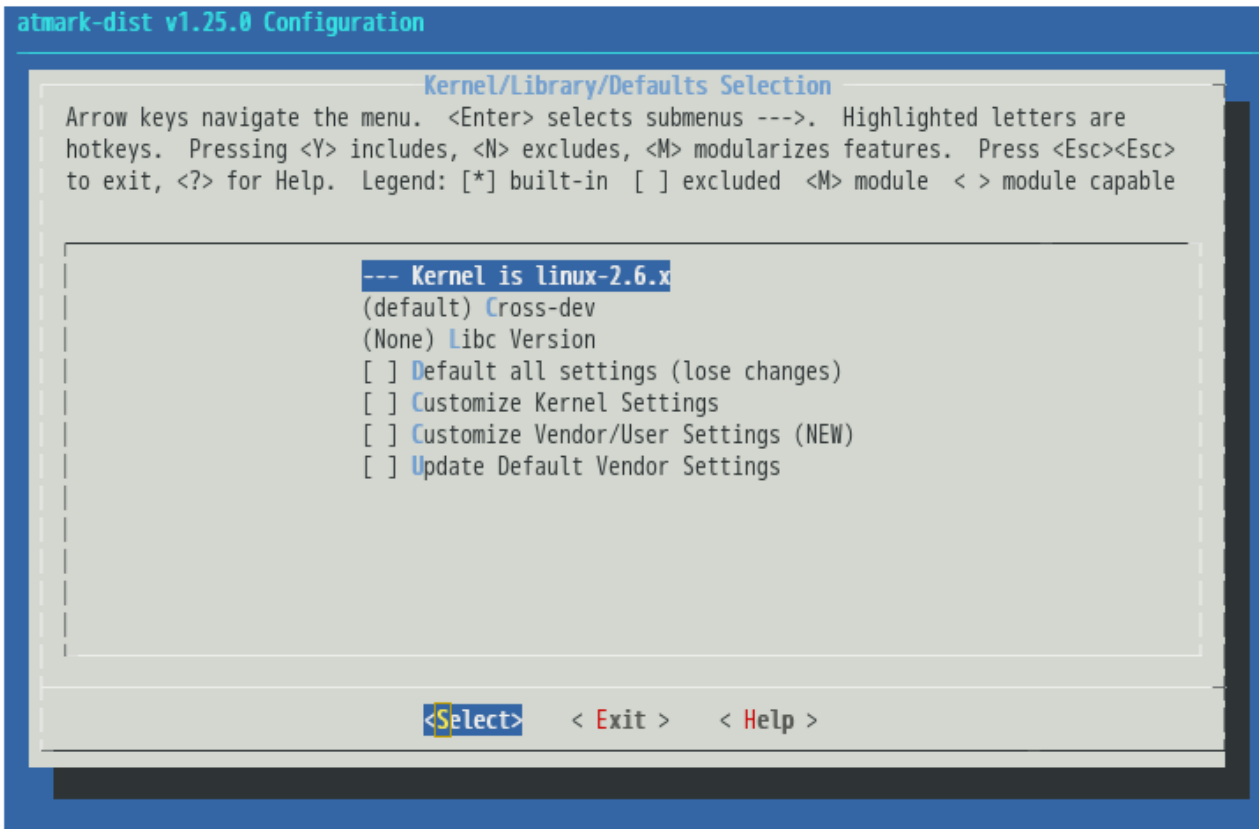 atmark-dist v1.25.0 Configuration
Kernel/Library/Defaults Selection
Arrow keys navigate the menu.  <Enter> selects submenus --->.  Highlighted letters are
hotkeys.  Pressing <Y> includes, <N> excludes, <M> modularizes features.  Press <Esc><Esc>
to exit, <?> for Help.  Legend: [*] built-in  [ ] excluded  <M> module  < > module capable
--- Kernel is linux-2.6.x
(default) Cross-dev
(None) Libc Version
[ ] Default all settings (lose changes)
[ ] Customize Kernel Settings
[ ] Customize Vendor/User Settings (NEW)
[ ] Update Default Vendor Settings
<Select>    < Exit >    < Help >